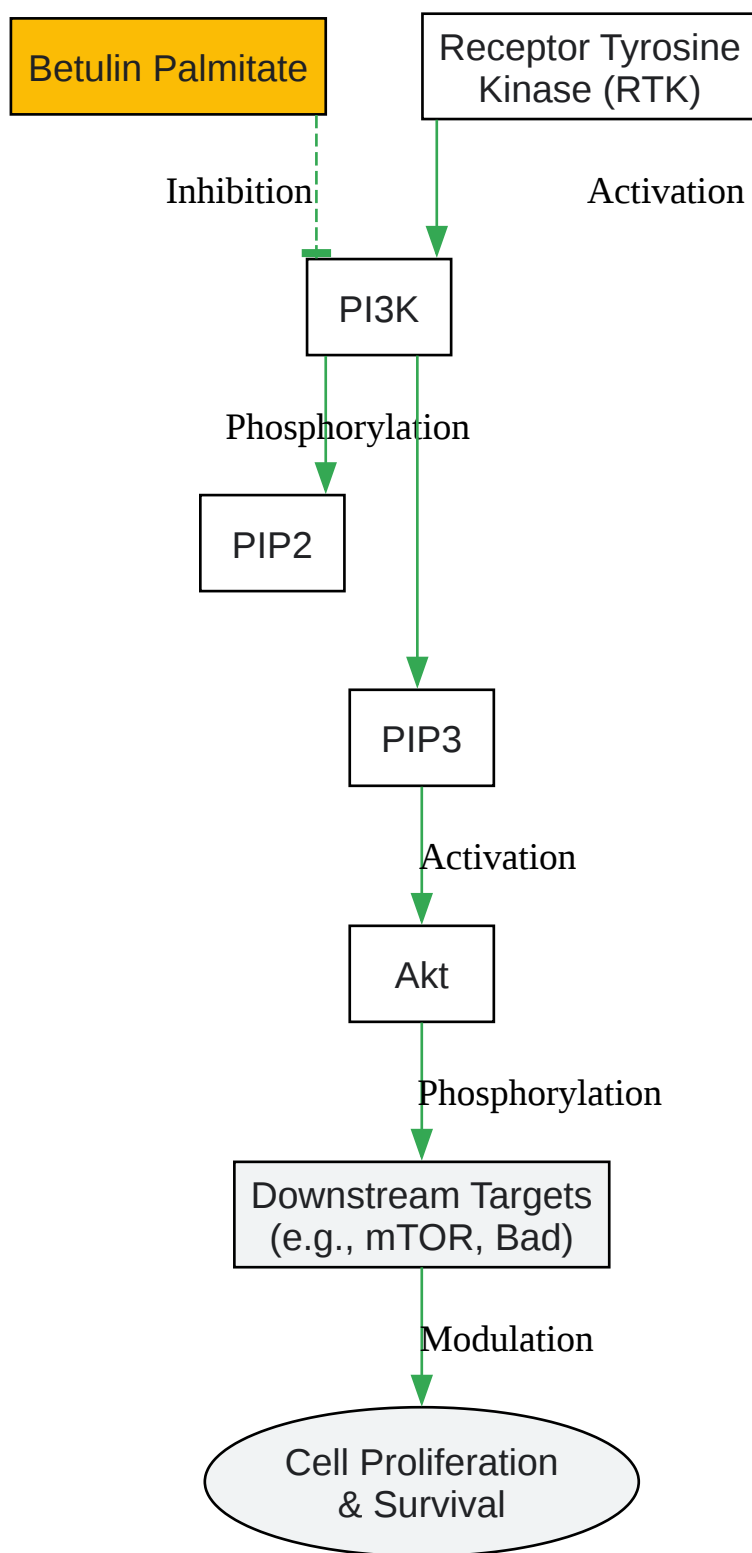 Betulin Palmitate
Receptor Tyrosine
Kinase (RTK)
Inhibition
Activation
PI3K
Phosphorylation
PIP2
PIP3
Activation
Akt
Phosphorylation
Downstream Targets
(e.g., mTOR, Bad)
Modulation
Cell Proliferation
& Survival